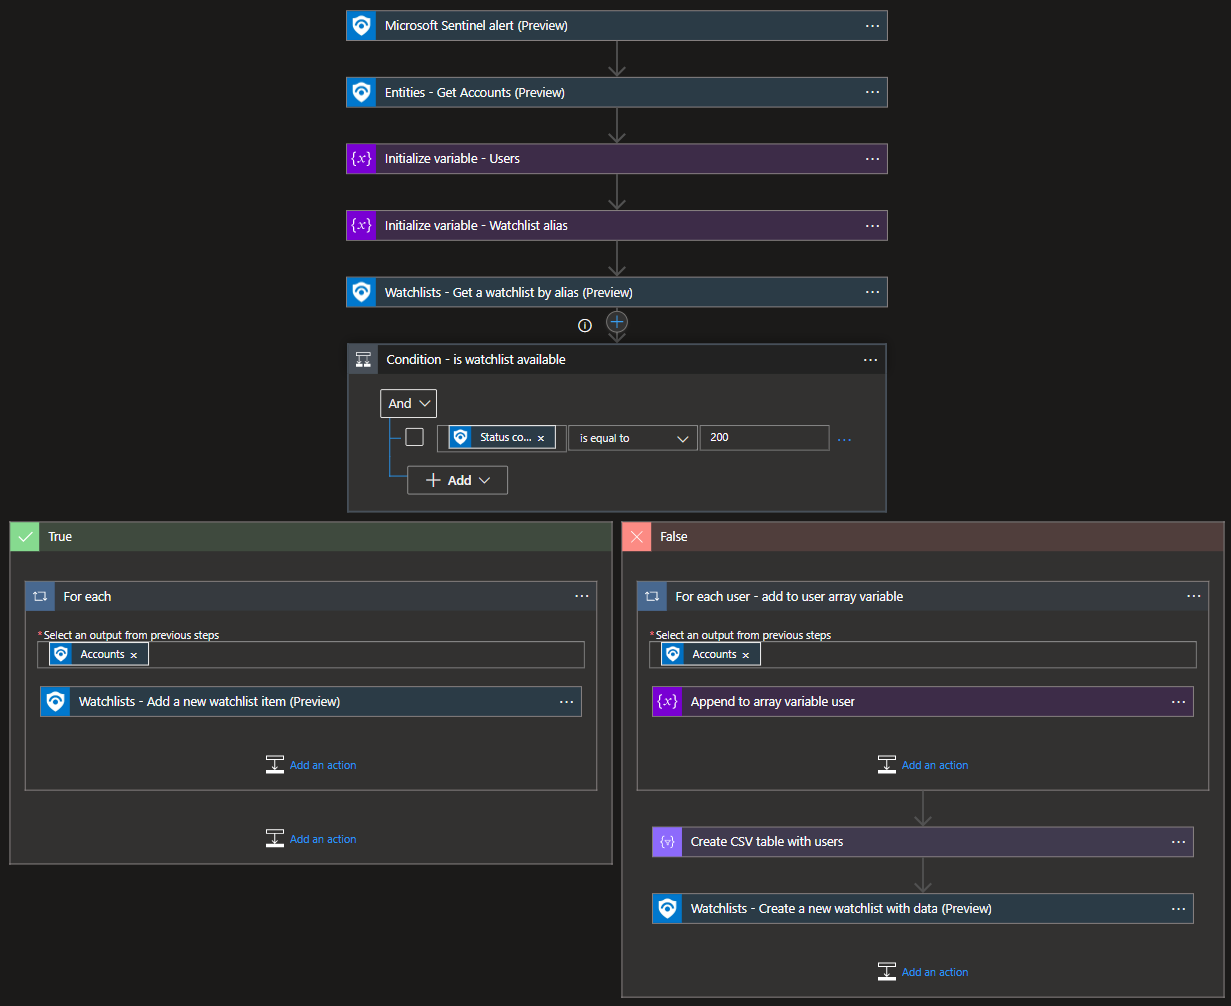 Microsoft Sentinel alert (Preview)
Entities - Get Accounts (Preview)
{x} Initialize variable - Users
{x} Initialize variable - Watchlist alias
Watchlists - Get a watchlist by alias (Preview)
Condition - is watchlist available
And
Status co... × is equal to 200
+ Add
True
For each
* Select an output from previous steps
Accounts ×
Watchlists - Add a new watchlist item (Preview)
Add an action
Add an action
False
For each user - add to user array variable
* Select an output from previous steps
Accounts ×
{x} Append to array variable user
Add an action
Create CSV table with users
Watchlists - Create a new watchlist with data (Preview)
Add an action